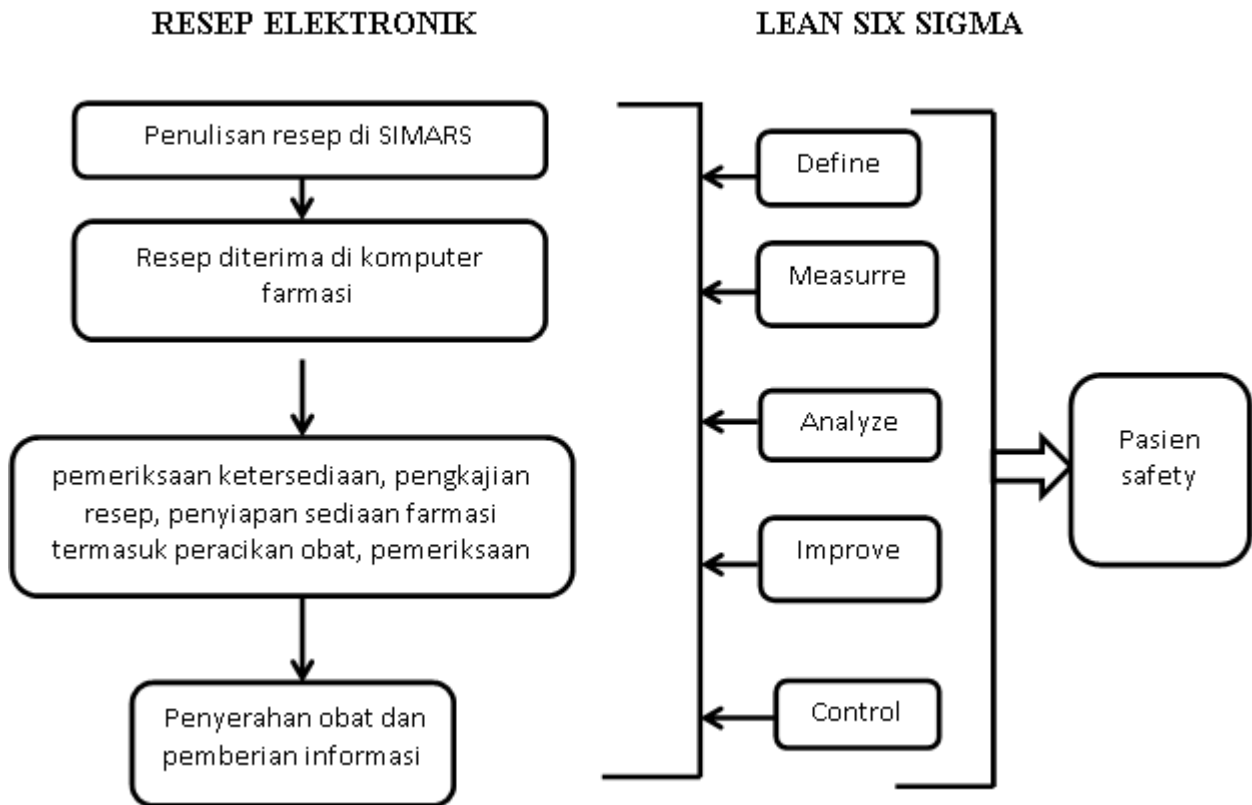 RESEP ELEKTRONIK
LEAN SIX SIGMA
Penulisan resep di SIMARS
Resep diterima di komputer
farmasi
pemeriksaan ketersediaan, pengkajian
resep, penyiapan sediaan farmasi
termasuk peracikan obat, pemeriksaan
Penyerahan obat dan
pemberian informasi
Define
Measurre
Analyze
Improve
Control
Pasien
safety